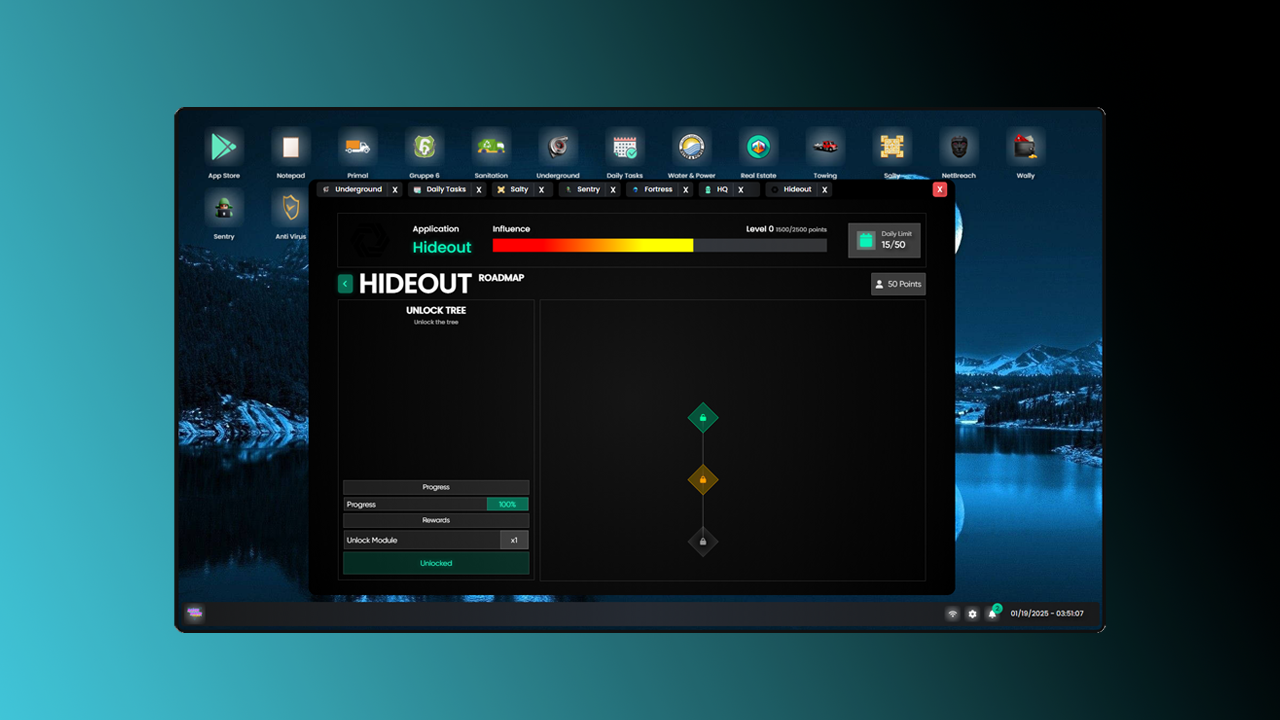 App Store
Notepad
Primal
Gruppe 6
Sanitation
Underground
Daily Tasks
Water & Power
Real Estate
Towing
Salty
NetBreach
Wally
Sentry
Anti Virus
Underground X
Daily Tasks X
Salty X
Sentry X
Fortress X
HQ X
Hideout X
X
Application
Hideout
Influence
Level 0 1500/2500 points
Daily Limit
15/50
HIDEOUT ROADMAP
50 Points
UNLOCK TREE
Unlock the tree
Progress
Progress 100%
Rewards
Unlock Module x1
Unlocked
01/19/2025 - 03:51:07